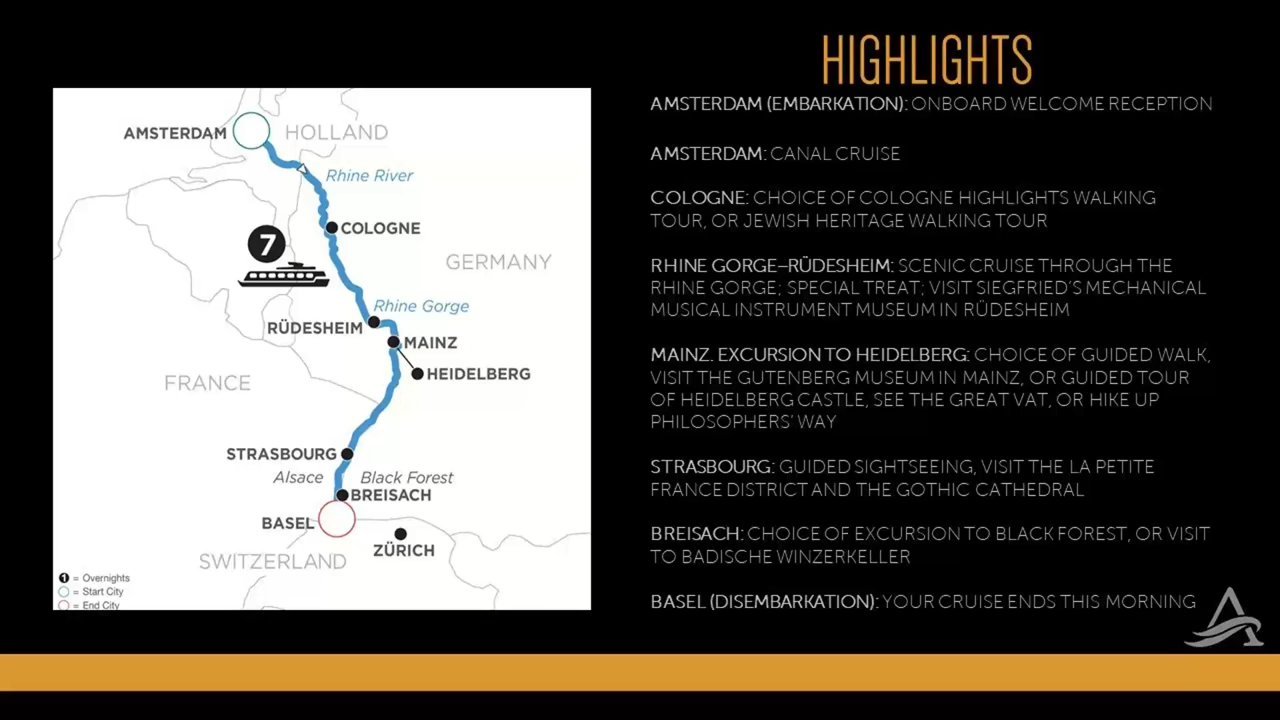 HIGHLIGHTS
AMSTERDAM (EMBARKATION): ONBOARD WELCOME RECEPTION
AMSTERDAM: CANAL CRUISE
COLOGNE: CHOICE OF COLOGNE HIGHLIGHTS WALKING
TOUR, OR JEWISH HERITAGE WALKING TOUR
RHINE GORGE–RÜDESHEIM: SCENIC CRUISE THROUGH THE
RHINE GORGE; SPECIAL TREAT; VISIT SIEGFRIED'S MECHANICAL
MUSICAL INSTRUMENT MUSEUM IN RÜDESHEIM
MAINZ. EXCURSION TO HEIDELBERG: CHOICE OF GUIDED WALK,
VISIT THE GUTENBERG MUSEUM IN MAINZ, OR GUIDED TOUR
OF HEIDELBERG CASTLE, SEE THE GREAT VAT, OR HIKE UP
PHILOSOPHERS' WAY
STRASBOURG: GUIDED SIGHTSEEING, VISIT THE LA PETITE
FRANCE DISTRICT AND THE GOTHIC CATHEDRAL
BREISACH: CHOICE OF EXCURSION TO BLACK FOREST, OR VISIT
TO BADISCHE WINZERKELLER
BASEL (DISEMBARKATION): YOUR CRUISE ENDS THIS MORNING
AMSTERDAM
HOLLAND
Rhine River
COLOGNE
7
GERMANY
Rhine Gorge
RÜDESHEIM
MAINZ
HEIDELBERG
FRANCE
STRASBOURG
Alsace
Black Forest
BREISACH
BASEL
ZÜRICH
SWITZERLAND
1 = Overnights
= Start City
= End City